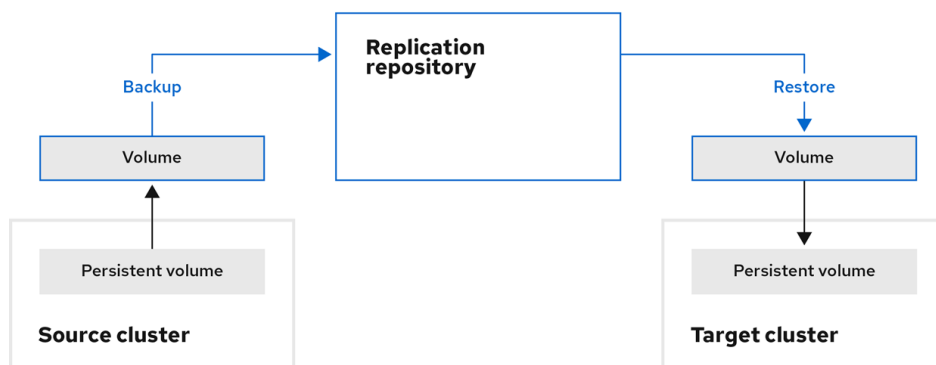 Replication
repository
Backup
Restore
Volume
Volume
Persistent volume
Persistent volume
Source cluster
Target cluster